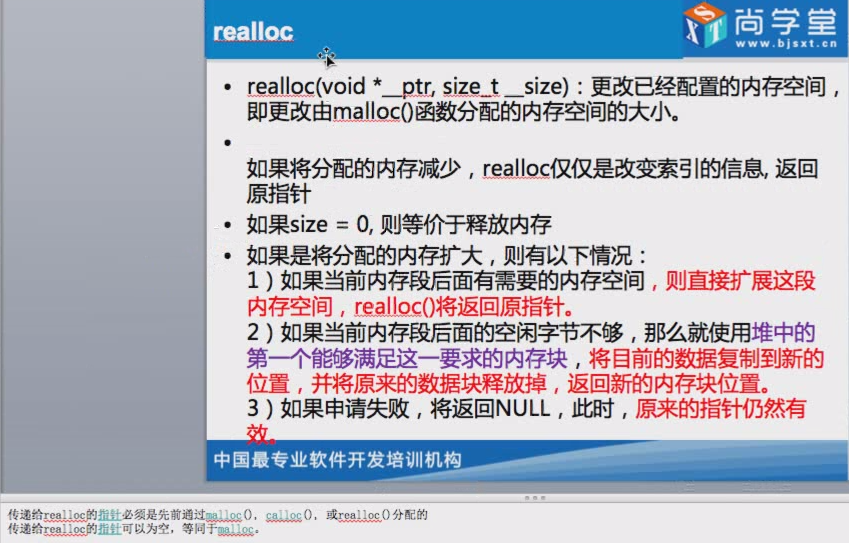 realloc
尚学堂
www.bjsxt.cn
SXT
• realloc(void *__ptr, size_t __size)：更改已经配置的内存空间，
即更改由malloc()函数分配的内存空间的大小。
•
如果将分配的内存减少，realloc仅仅是改变索引的信息, 返回
原指针
• 如果size = 0, 则等价于释放内存
• 如果是将分配的内存扩大，则有以下情况：
1）如果当前内存段后面有需要的内存空间，则直接扩展这段
内存空间，realloc()将返回原指针。
2）如果当前内存段后面的空闲字节不够，那么就使用堆中的
第一个能够满足这一要求的内存块，将目前的数据复制到新的
位置，并将原来的数据块释放掉，返回新的内存块位置。
3）如果申请失败，将返回NULL，此时，原来的指针仍然有
效。
中国最专业软件开发培训机构
传递给realloc的指针必须是先前通过malloc(), calloc(), 或realloc()分配的
传递给realloc的指针可以为空，等同于malloc。